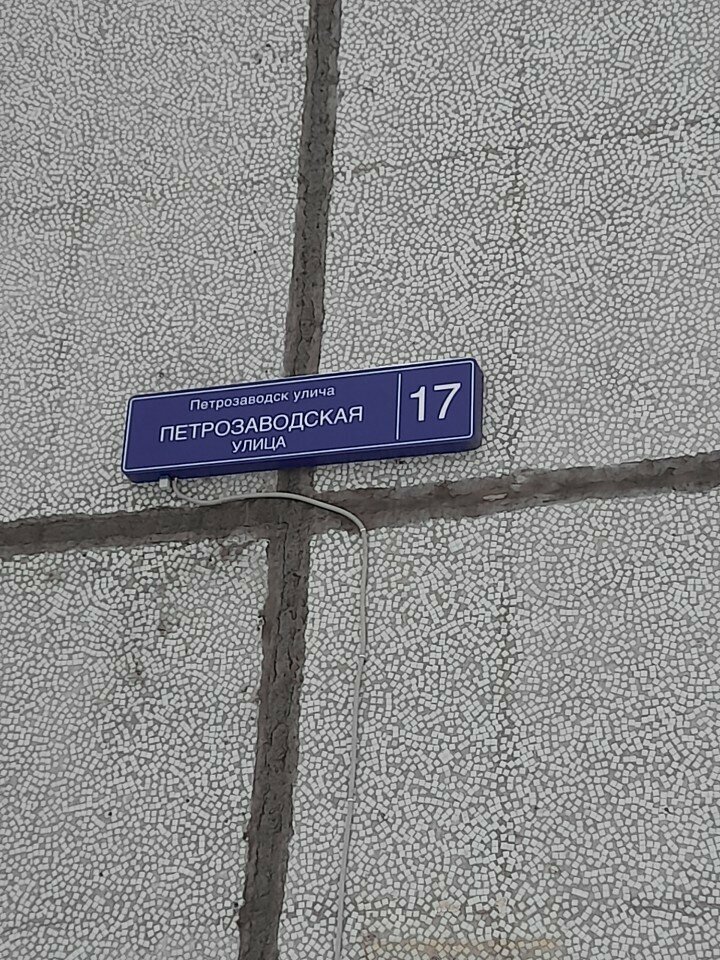 Петрозаводск улича
ПЕТРОЗАВОДСКАЯ
УЛИЦА
17